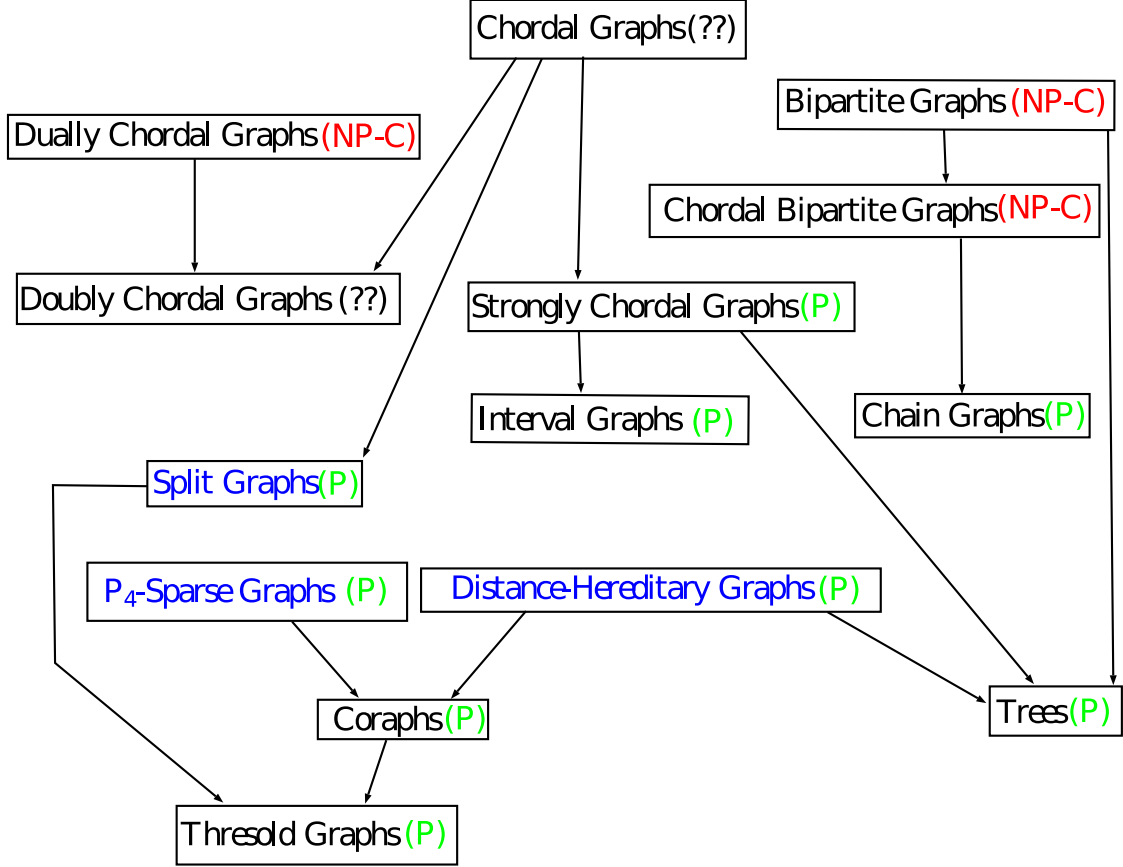 Chordal Graphs(??)
Bipartite Graphs(NP-C)
Dually Chordal Graphs(NP-C)
Chordal Bipartite Graphs(NP-C)
Doubly Chordal Graphs (??)
Strongly Chordal Graphs(P)
Interval Graphs (P)
Chain Graphs(P)
Split Graphs(P)
P₄-Sparse Graphs (P)
Distance-Hereditary Graphs(P)
Coraphs(P)
Trees(P)
Thresold Graphs(P)